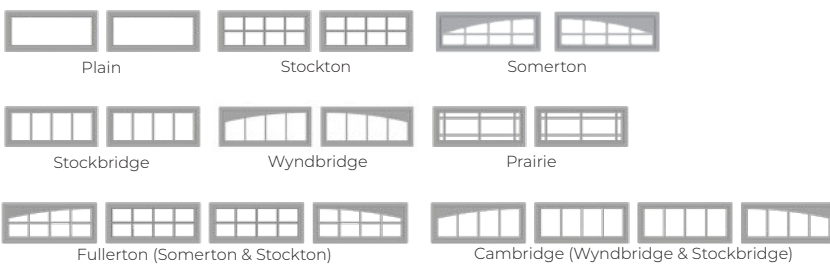 Plain
Stockton
Somerton
Stockbridge
Wyndbridge
Prairie
Fullerton (Somerton & Stockton)
Cambridge (Wyndbridge & Stockbridge)